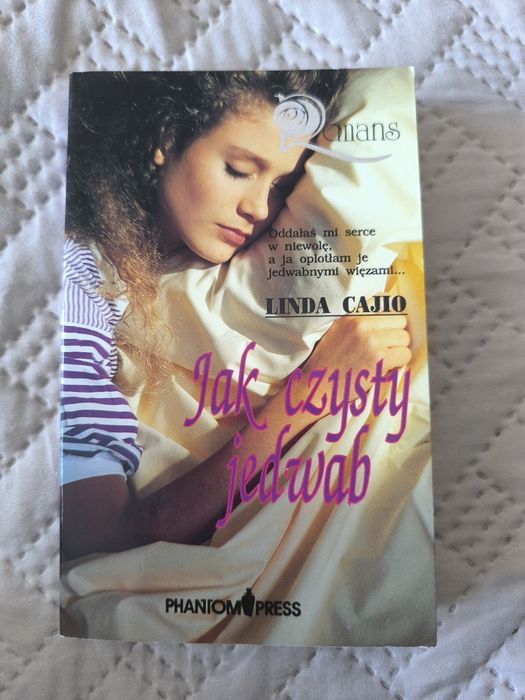 Romans
Oddałaś mi serce
w niewolę,
a ja oplotłam je
jedwabnymi więzami...
LINDA CAJIO
Jak czysty
jedwab
PHANTOM PRESS